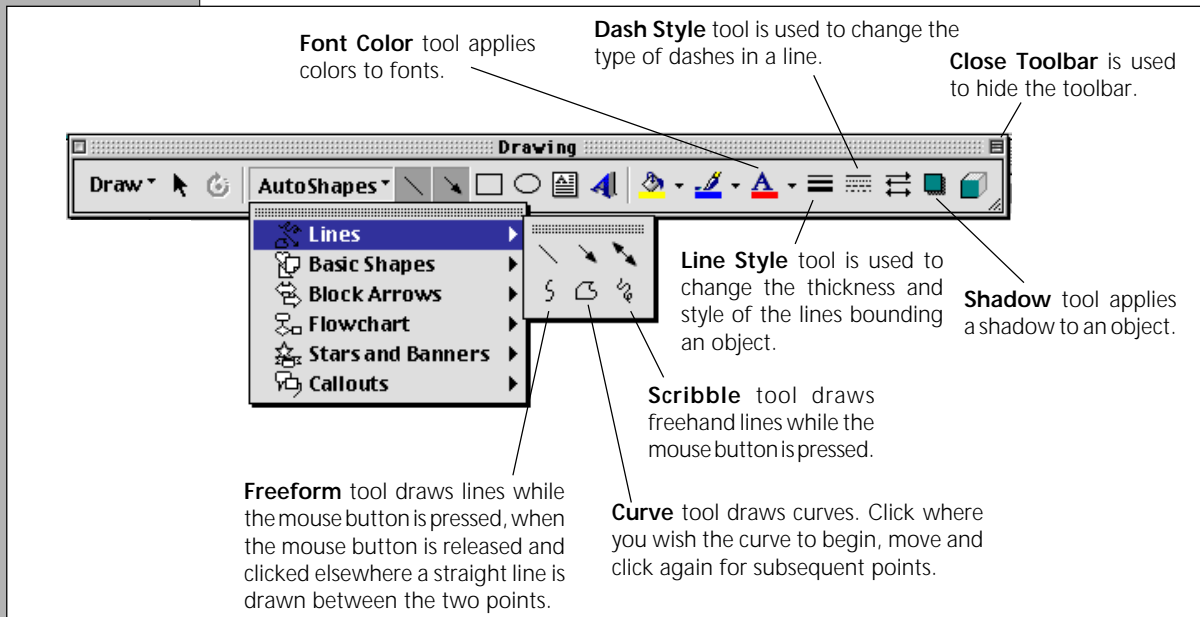 Font Color tool applies
colors to fonts.
Dash Style tool is used to change the
type of dashes in a line.
Close Toolbar is used
to hide the toolbar.
Drawing
Draw
AutoShapes
A
A
Lines
Basic Shapes
Block Arrows
Flowchart
Stars and Banners
Callouts
Line Style tool is used to
change the thickness and
style of the lines bounding
an object.
Shadow tool applies
a shadow to an object.
Scribble tool draws
freehand lines while the
mouse button is pressed.
Freeform tool draws lines while
the mouse button is pressed, when
the mouse button is released and
clicked elsewhere a straight line is
drawn between the two points.
Curve tool draws curves. Click where
you wish the curve to begin, move and
click again for subsequent points.